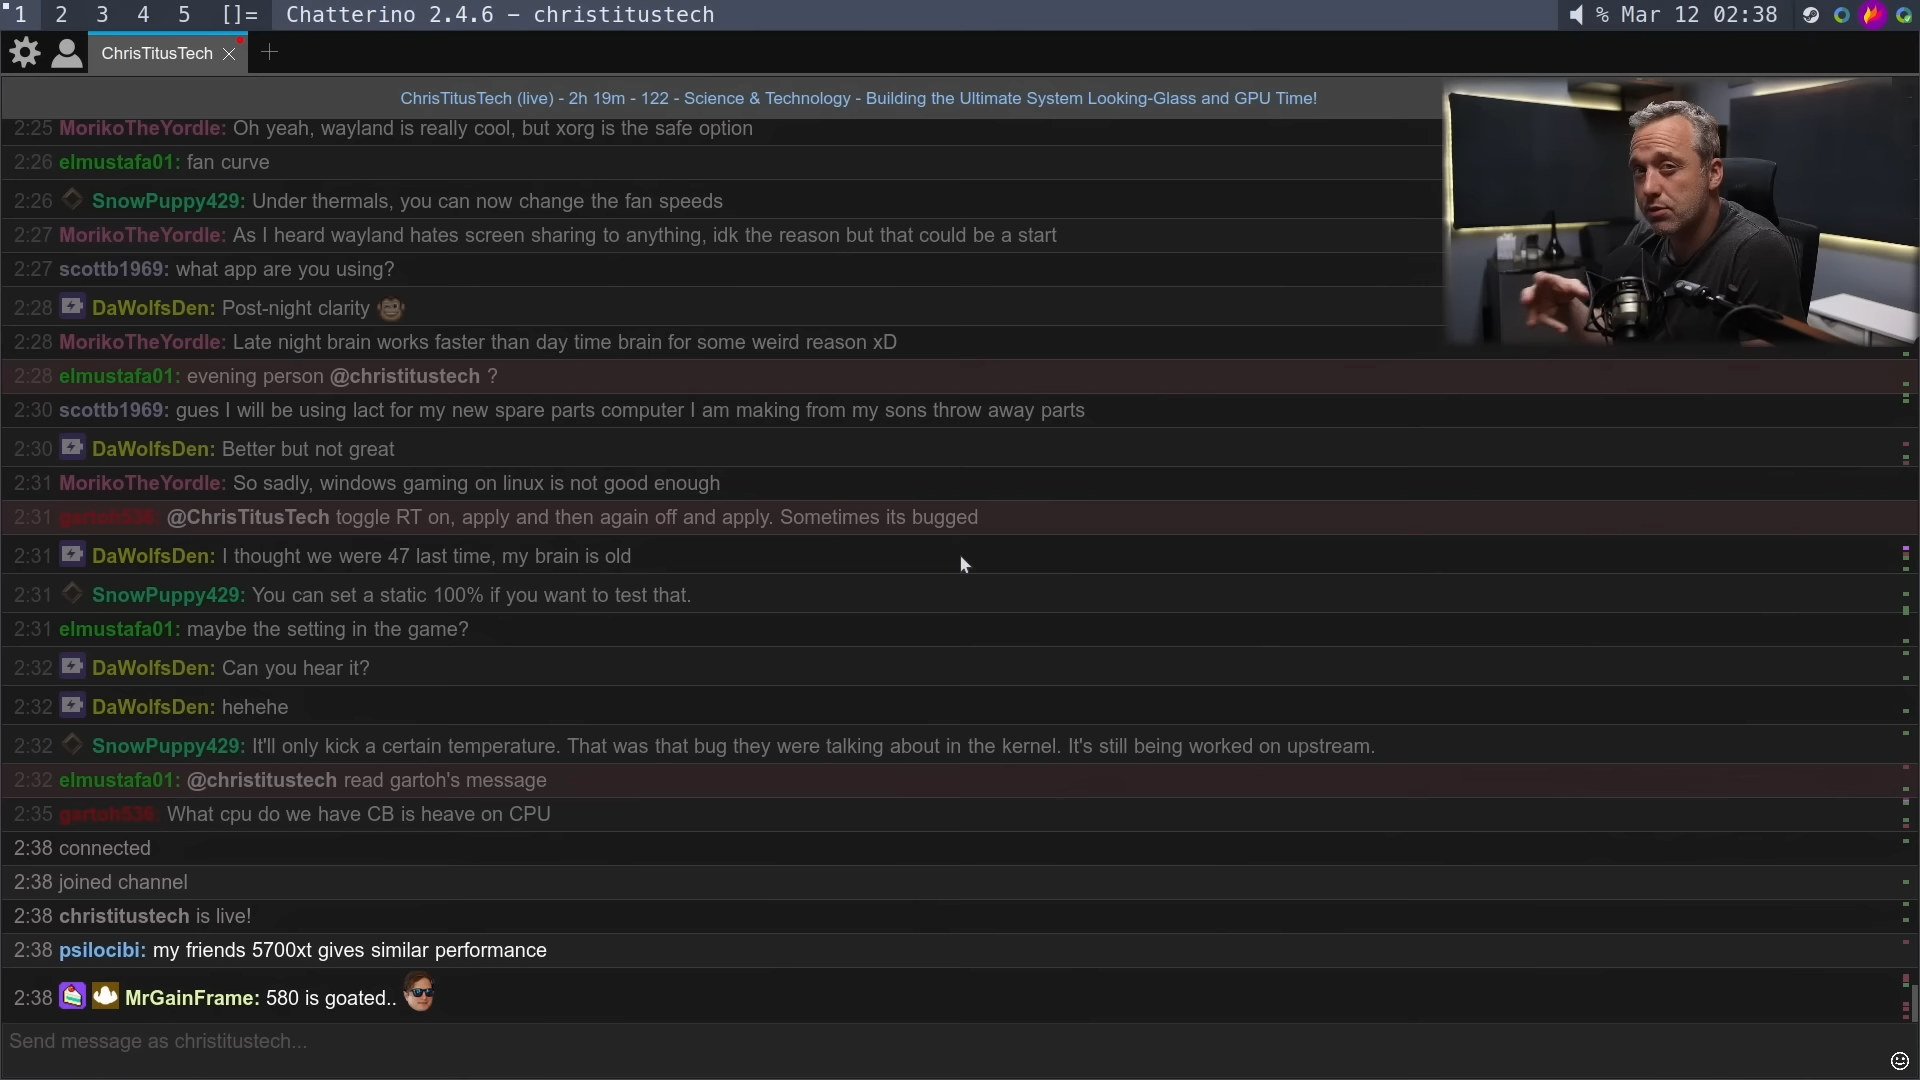 1 2 3 4 5 []= Chatterino 2.4.6 – christitustech % Mar 12 02:38
ChrisTitusTech
ChrisTitusTech (live) - 2h 19m - 122 - Science & Technology - Building the Ultimate System Looking-Glass and GPU Time!
2:25 MorikoTheYordle: Oh yeah, wayland is really cool, but xorg is the safe option
2:26 elmustafa01: fan curve
2:26 SnowPuppy429: Under thermals, you can now change the fan speeds
2:27 MorikoTheYordle: As I heard wayland hates screen sharing to anything, idk the reason but that could be a start
2:27 scottb1969: what app are you using?
2:28 DaWolfsDen: Post-night clarity
2:28 MorikoTheYordle: Late night brain works faster than day time brain for some weird reason xD
2:28 elmustafa01: evening person @christitustech ?
2:30 scottb1969: gues I will be using lact for my new spare parts computer I am making from my sons throw away parts
2:30 DaWolfsDen: Better but not great
2:31 MorikoTheYordle: So sadly, windows gaming on linux is not good enough
2:31 gartoh536: @ChrisTitusTech toggle RT on, apply and then again off and apply. Sometimes its bugged
2:31 DaWolfsDen: I thought we were 47 last time, my brain is old
2:31 SnowPuppy429: You can set a static 100% if you want to test that.
2:31 elmustafa01: maybe the setting in the game?
2:32 DaWolfsDen: Can you hear it?
2:32 DaWolfsDen: hehehe
2:32 SnowPuppy429: It'll only kick a certain temperature. That was that bug they were talking about in the kernel. It's still being worked on upstream.
2:32 elmustafa01: @christitustech read gartoh's message
2:35 gartoh536: What cpu do we have CB is heave on CPU
2:38 connected
2:38 joined channel
2:38 christitustech is live!
2:38 psilocibi: my friends 5700xt gives similar performance
2:38 MrGainFrame: 580 is goated..
Send message as christitustech...